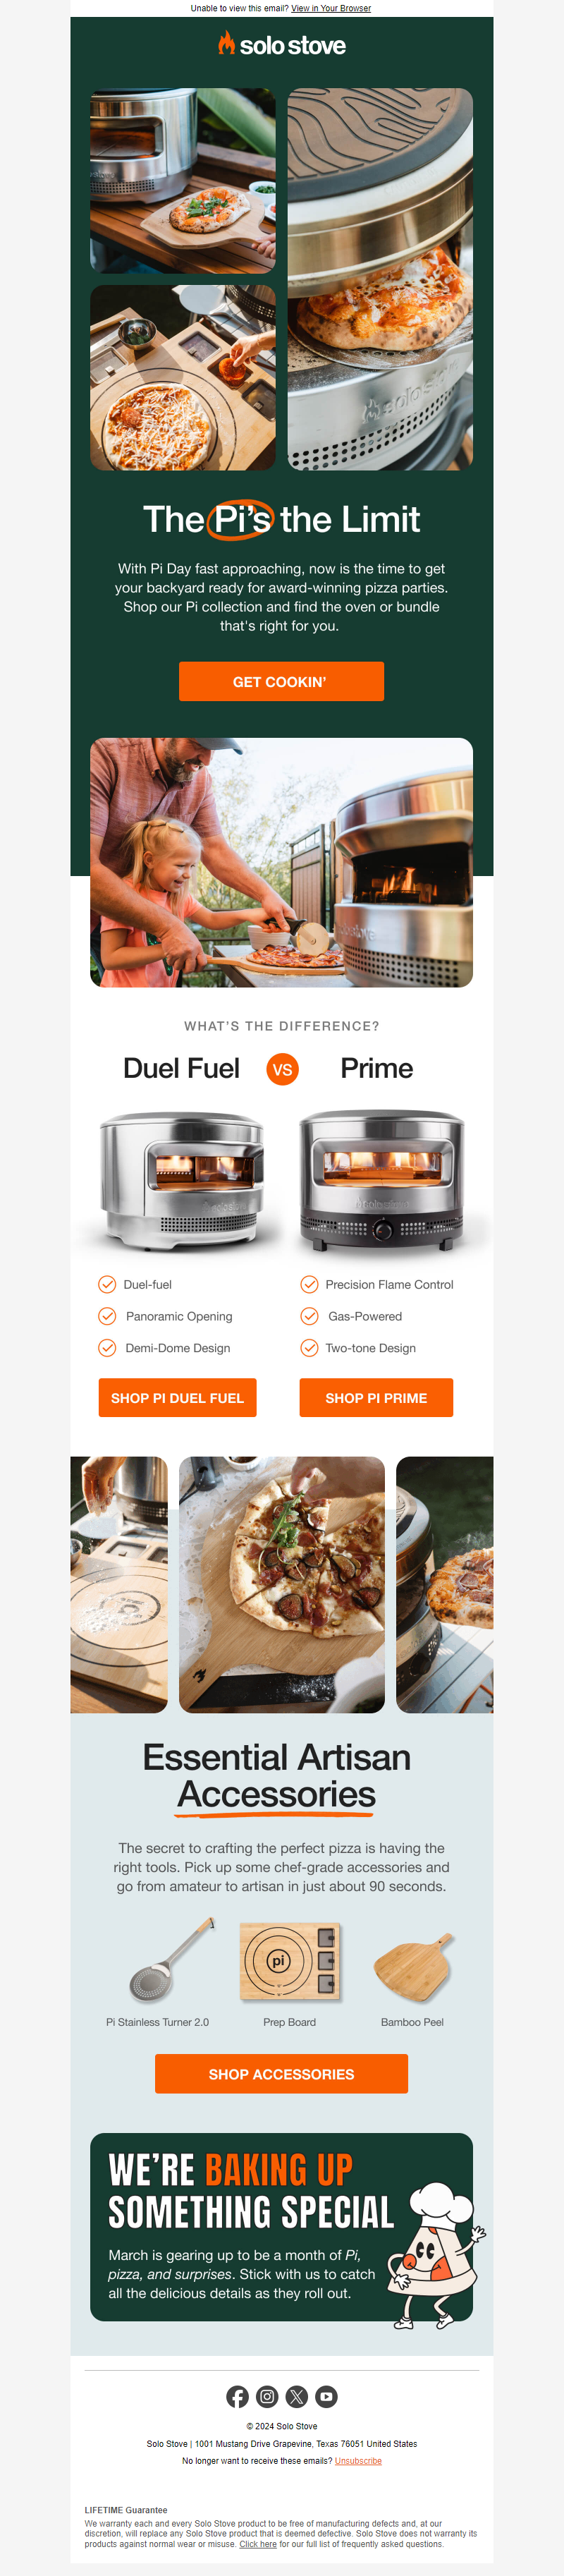 Unable to view this email? View in Your Browser
solo stove
The Pi's the Limit
With Pi Day fast approaching, now is the time to get
your backyard ready for award-winning pizza parties.
Shop our Pi collection and find the oven or bundle
that's right for you.
GET COOKIN'
WHAT'S THE DIFFERENCE?
Duel Fuel VS Prime
Duel-fuel
Panoramic Opening
Demi-Dome Design
SHOP PI DUEL FUEL
Precision Flame Control
Gas-Powered
Two-tone Design
SHOP PI PRIME
Essential Artisan
Accessories
The secret to crafting the perfect pizza is having the
right tools. Pick up some chef-grade accessories and
go from amateur to artisan in just about 90 seconds.
pi
Pi Stainless Turner 2.0
Prep Board
Bamboo Peel
SHOP ACCESSORIES
WE'RE BAKING UP
SOMETHING SPECIAL
March is gearing up to be a month of Pi,
pizza, and surprises. Stick with us to catch
all the delicious details as they roll out.
© 2024 Solo Stove
Solo Stove | 1001 Mustang Drive Grapevine, Texas 76051 United States
No longer want to receive these emails? Unsubscribe
LIFETIME Guarantee
We warranty each and every Solo Stove product to be free of manufacturing defects and, at our
discretion, will replace any Solo Stove product that is deemed defective. Solo Stove does not warranty its
products against normal wear or misuse. Click here for our full list of frequently asked questions.